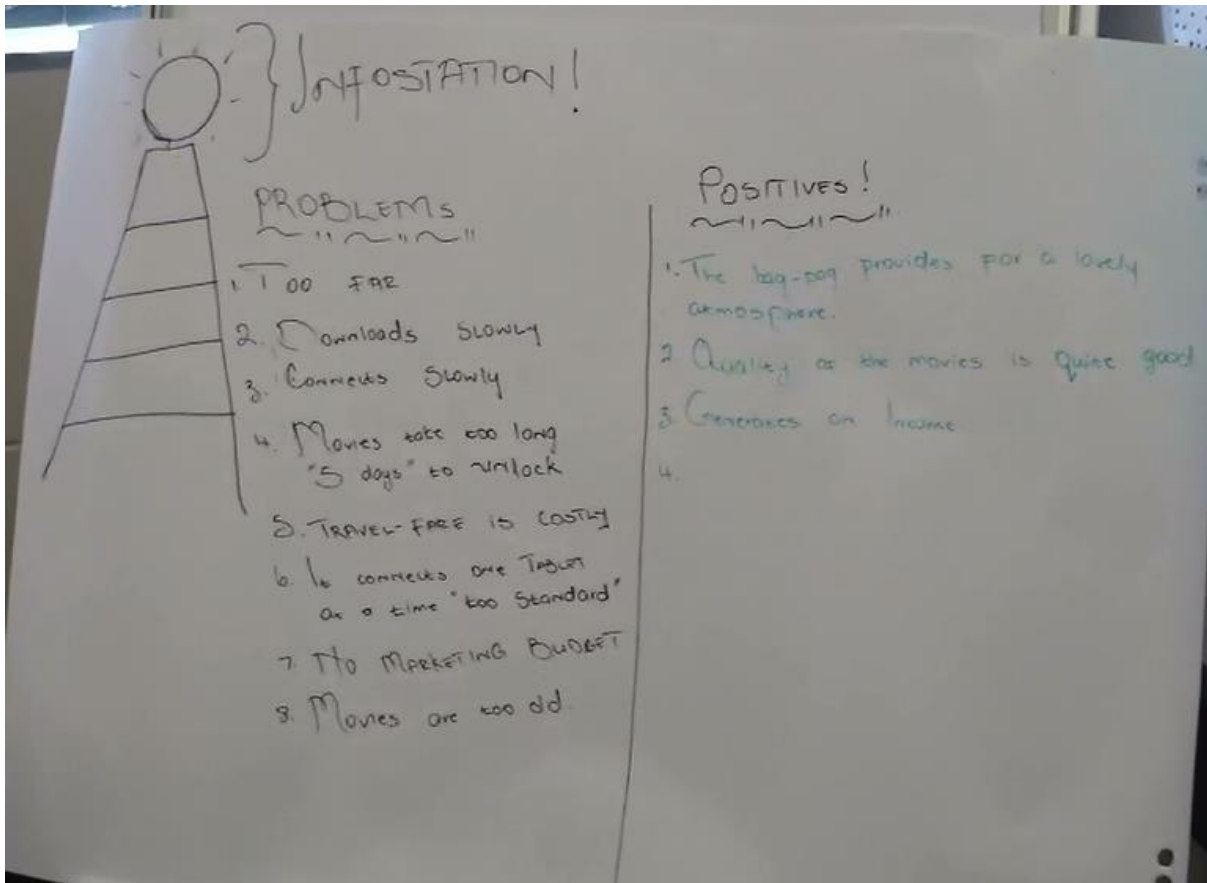 INFOSTATION!
PROBLEMS
1. Too FAR
2. Downloads Slowly
3. Connects Slowly
4. Movies take too long
"5 days" to unlock
5. TRAVEL-FARE is COSTLY
6. It connects one TABLET
at a time "too Standard"
7. No MARKETING BUDGET
8. Movies are too old.
POSITIVES!
1. The provides for a lovely
atmosphere.
2 Quality of the movies is quite good
3. Generates an Income
4.